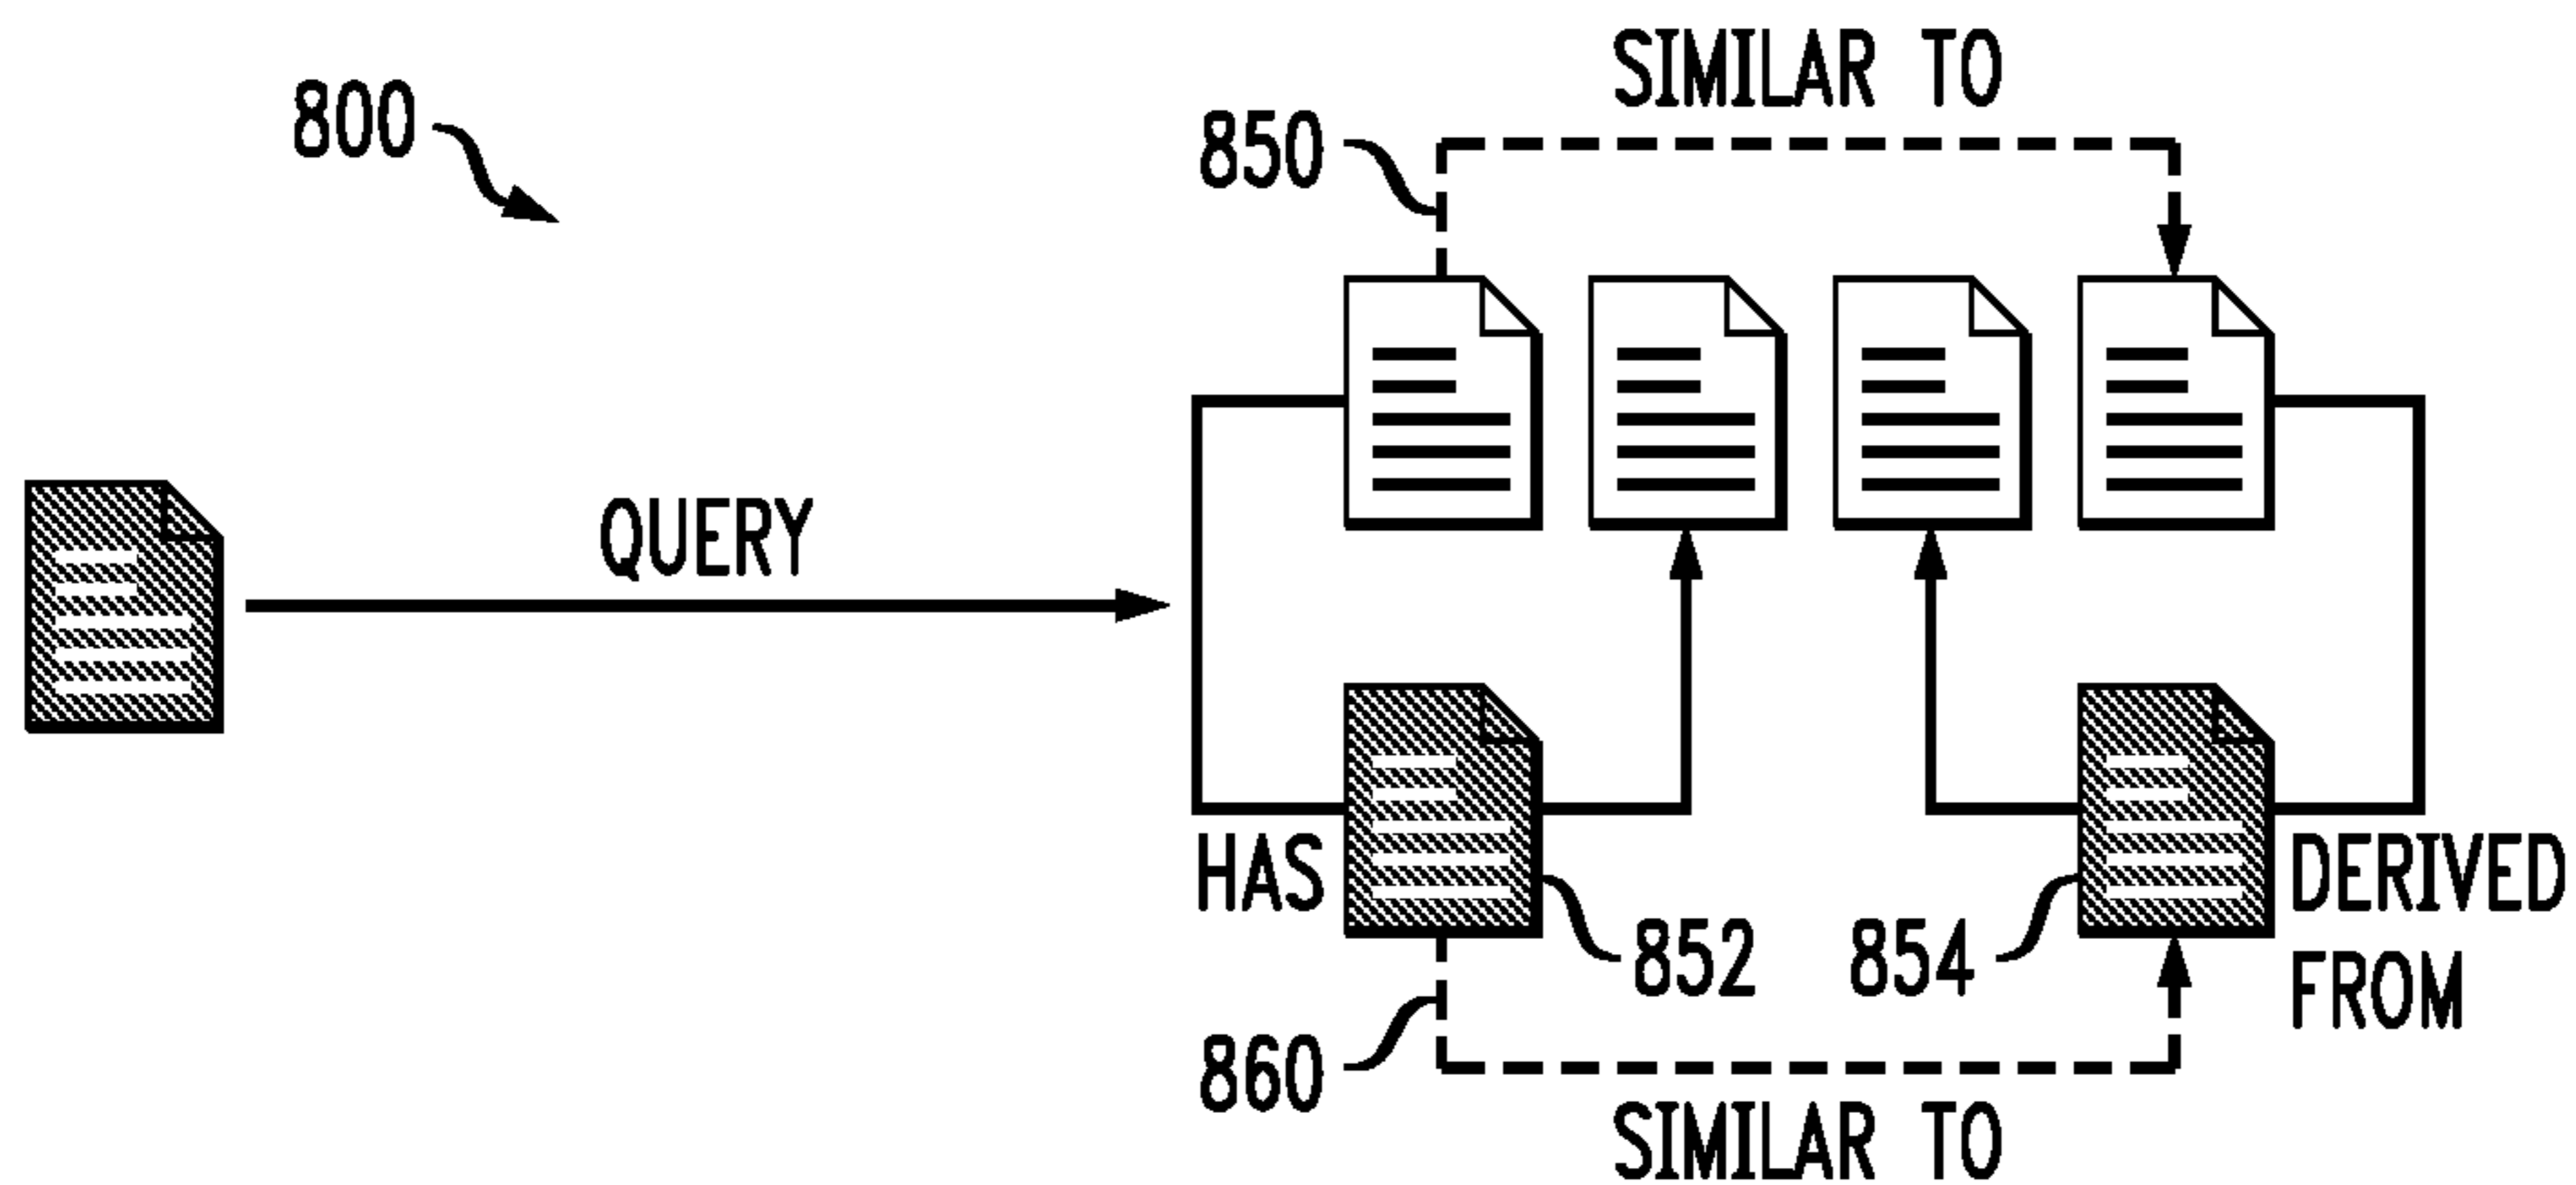 SIMILAR TO
800
850
QUERY
HAS
852
854
DERIVED
FROM
860
SIMILAR TO